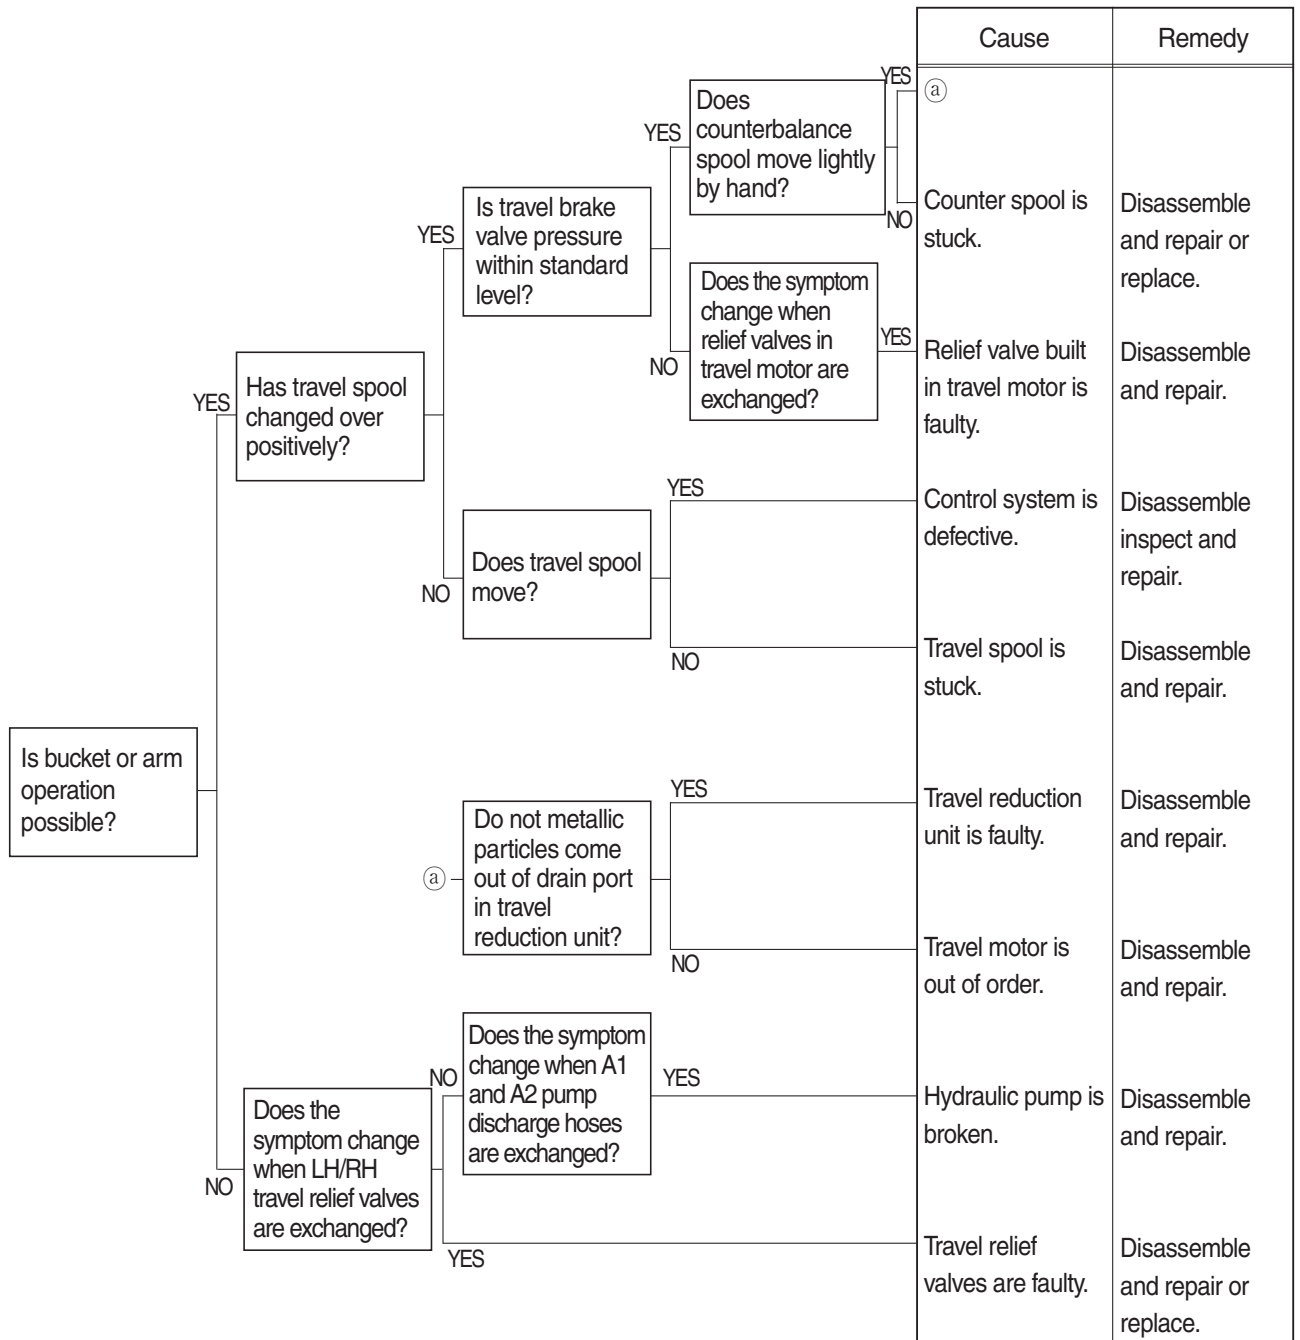 Cause
Remedy
YES
ⓐ
Does
counterbalance
spool move lightly
by hand?
YES
NO
Counter spool is
stuck.
Disassemble
and repair or
replace.
Is travel brake
valve pressure
within standard
level?
YES
Does the symptom
change when
relief valves in
travel motor are
exchanged?
NO
YES
Relief valve built
in travel motor is
faulty.
Disassemble
and repair.
Has travel spool
changed over
positively?
YES
YES
Control system is
defective.
Disassemble
inspect and
repair.
Does travel spool
move?
NO
NO
Travel spool is
stuck.
Disassemble
and repair.
Is bucket or arm
operation
possible?
YES
Travel reduction
unit is faulty.
Disassemble
and repair.
ⓐ
Do not metallic
particles come
out of drain port
in travel
reduction unit?
NO
Travel motor is
out of order.
Disassemble
and repair.
NO
Does the symptom
change when A1
and A2 pump
discharge hoses
are exchanged?
YES
Hydraulic pump is
broken.
Disassemble
and repair.
NO
Does the
symptom change
when LH/RH
travel relief valves
are exchanged?
YES
Travel relief
valves are faulty.
Disassemble
and repair or
replace.